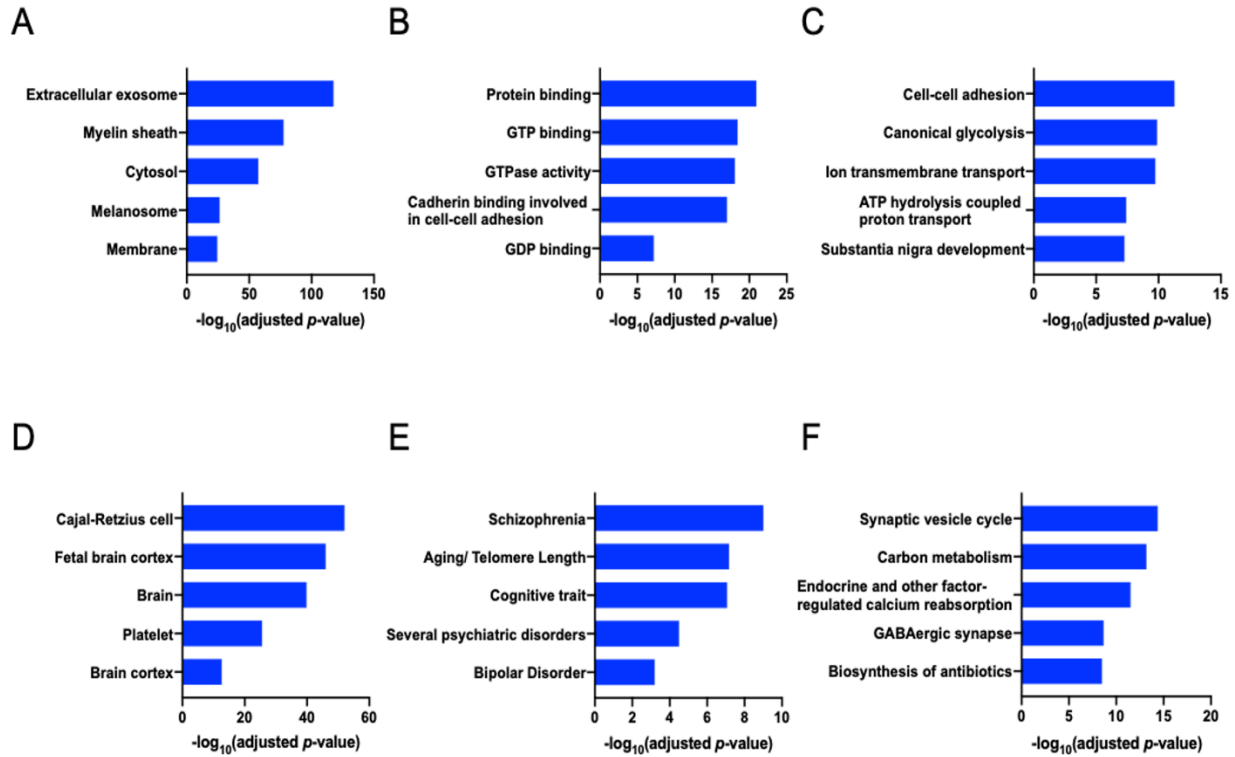 A
Extracellular exosome
Myelin sheath
Cytosol
Melanosome
Membrane
0 50 100 150
-log10(adjusted p-value)
B
Protein binding
GTP binding
GTPase activity
Cadherin binding involved
in cell-cell adhesion
GDP binding
0 5 10 15 20 25
-log10(adjusted p-value)
C
Cell-cell adhesion
Canonical glycolysis
Ion transmembrane transport
ATP hydrolysis coupled
proton transport
Substantia nigra development
0 5 10 15
-log10(adjusted p-value)
D
Cajal-Retzius cell
Fetal brain cortex
Brain
Platelet
Brain cortex
0 20 40 60
-log10(adjusted p-value)
E
Schizophrenia
Aging/ Telomere Length
Cognitive trait
Several psychiatric disorders
Bipolar Disorder
0 2 4 6 8 10
-log10(adjusted p-value)
F
Synaptic vesicle cycle
Carbon metabolism
Endocrine and other factor-
regulated calcium reabsorption
GABAergic synapse
Biosynthesis of antibiotics
0 5 10 15 20
-log10(adjusted p-value)